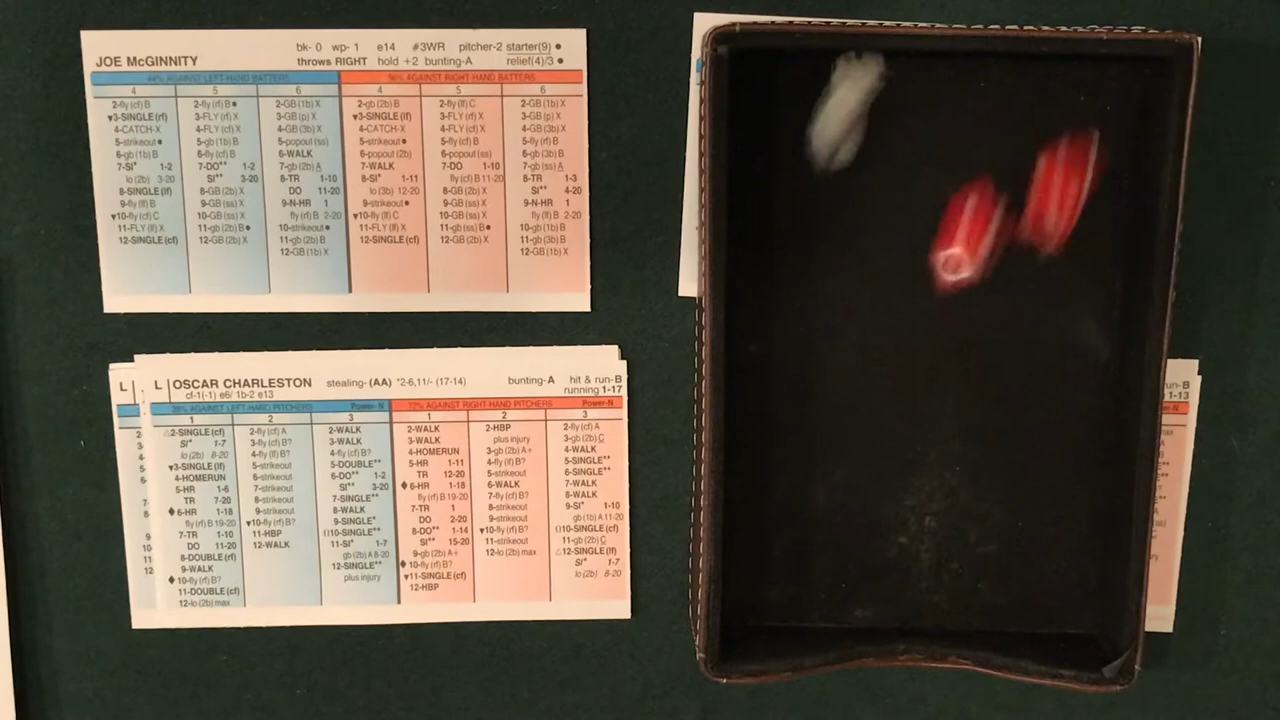 JOE McGINNITY
bk- 0 wp- 1 e14 #3WR pitcher-2 starter(9) ●
throws RIGHT hold +2 bunting-A relief(4)/3 ●
44% AGAINST LEFT-HAND BATTERS
56% AGAINST RIGHT-HAND BATTERS
4 5 6 4 5 6
2-fly (cf) B
▼3-SINGLE (rf)
4-CATCH-X
5-strikeout●
6-gb (1b) B
7-SI* 1-2
lo (2b) 3-20
8-SINGLE (lf)
9-fly (lf) B
▼10-fly (cf) C
11-FLY (lf) X
12-SINGLE (cf)
2-fly (rf) B●
3-FLY (rf) X
4-FLY (cf) X
5-gb (1b) B
6-fly (cf) B
7-DO** 1-2
SI** 3-20
8-GB (2b) X
9-GB (ss) X
10-GB (ss) X
11-gb (2b) B●
12-GB (2b) X
2-GB (1b) X
3-GB (p) X
4-GB (3b) X
5-popout (ss)
6-WALK
7-gb (2b) A
8-TR 1-10
DO 11-20
9-N-HR 1
fly (rf) B 2-20
10-strikeout●
11-gb (2b) B
12-GB (1b) X
2-gb (2b) B
▼3-SINGLE (lf)
4-CATCH-X
5-strikeout●
6-popout (2b)
7-WALK
8-SI* 1-11
lo (3b) 12-20
9-strikeout●
▼10-fly (lf) C
11-FLY (lf) X
12-SINGLE (cf)
2-fly (lf) C
3-FLY (rf) X
4-FLY (cf) X
5-fly (cf) B
6-popout (ss)
7-DO 1-10
fly (cf) B 11-20
8-GB (2b) X
9-GB (ss) X
10-GB (ss) X
11-gb (ss) B●
12-GB (2b) X
2-GB (1b) X
3-GB (p) X
4-GB (3b) X
5-fly (rf) B
6-gb (3b) B
7-gb (ss) A
8-TR 1-3
SI** 4-20
9-N-HR 1
fly (lf) B 2-20
10-gb (1b) B
11-gb (3b) B
12-GB (1b) X
L
L OSCAR CHARLESTON stealing- (AA) *2-6,11/- (17-14) bunting-A hit & run-B
cf-1(-1) e6/ 1b-2 e13 running 1-17
28% AGAINST LEFT-HAND PITCHERS Power-N
72% AGAINST RIGHT-HAND PITCHERS Power-N
1 2 3 1 2 3
△2-SINGLE (cf)
SI* 1-7
lo (2b) 8-20
▼3-SINGLE (lf)
4-HOMERUN
5-HR 1-6
TR 7-20
♦6-HR 1-18
fly (rf) B 19-20
7-TR 1-10
DO 11-20
8-DOUBLE (rf)
9-WALK
♦10-fly (rf) B?
11-DOUBLE (cf)
12-lo (2b) max
2-fly (cf) A
3-fly (cf) B?
4-fly (lf) B?
5-strikeout
6-strikeout
7-strikeout
8-strikeout
9-strikeout
▼10-fly (rf) B?
11-HBP
12-WALK
2-WALK
3-WALK
4-fly (cf) B?
5-DOUBLE**
6-DO** 1-2
SI** 3-20
7-SINGLE**
8-WALK
9-SINGLE*
()10-SINGLE**
11-SI* 1-7
gb (2b) A 8-20
12-SINGLE**
plus injury
2-WALK
3-WALK
4-HOMERUN
5-HR 1-11
TR 12-20
♦6-HR 1-18
fly (rf) B 19-20
7-TR 1
DO 2-20
8-DO** 1-14
SI** 15-20
9-gb (2b) A+
♦10-fly (rf) B?
▼11-SINGLE (cf)
12-HBP
2-HBP
plus injury
3-gb (2b) A+
4-fly (lf) B?
5-strikeout
6-WALK
7-fly (cf) B?
8-strikeout
9-strikeout
▼10-fly (rf) B?
11-strikeout
12-lo (2b) max
2-fly (cf) A
3-gb (2b) C
4-WALK
5-SINGLE**
6-SINGLE**
7-WALK
8-WALK
9-SI* 1-10
gb (1b) A 11-20
()10-SINGLE (cf)
11-gb (2b) C
△12-SINGLE (lf)
SI* 1-7
lo (2b) 8-20
run-B
1-13